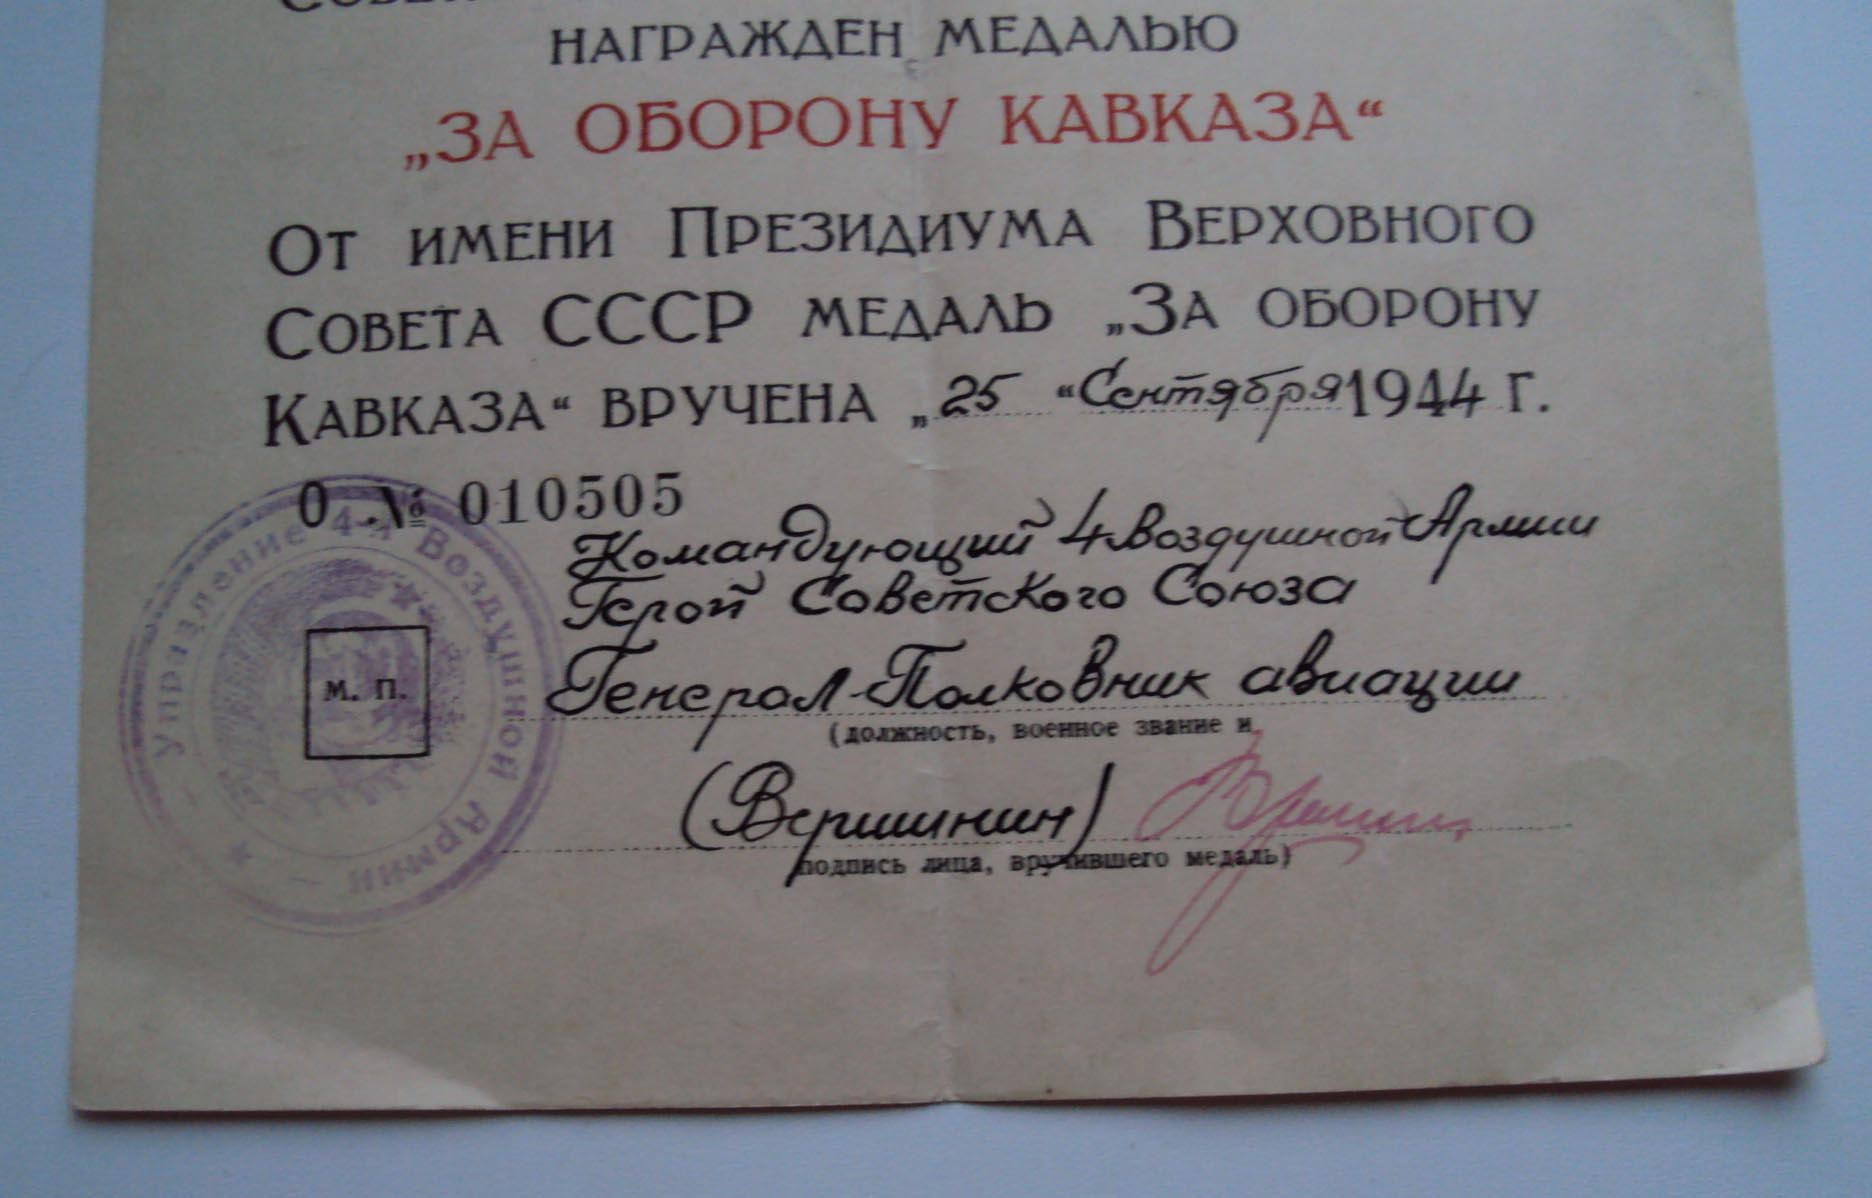 НАГРАЖДЕН МЕДАЛЬЮ
„ЗА ОБОРОНУ КАВКАЗА“
ОТ ИМЕНИ ПРЕЗИДИУМА ВЕРХОВНОГО
СОВЕТА СССР МЕДАЛЬ „ЗА ОБОРОНУ
КАВКАЗА“ ВРУЧЕНА „25“ Сентября 1944 Г.
О № 010505
Командующий 4 Воздушной Армии
Герой Советского Союза
Генерал-Полковник авиации
(должность, военное звание и
(Вершинин)
подпись лица, вручившего медаль)
М. П.
Управление 4-й Воздушной Армии